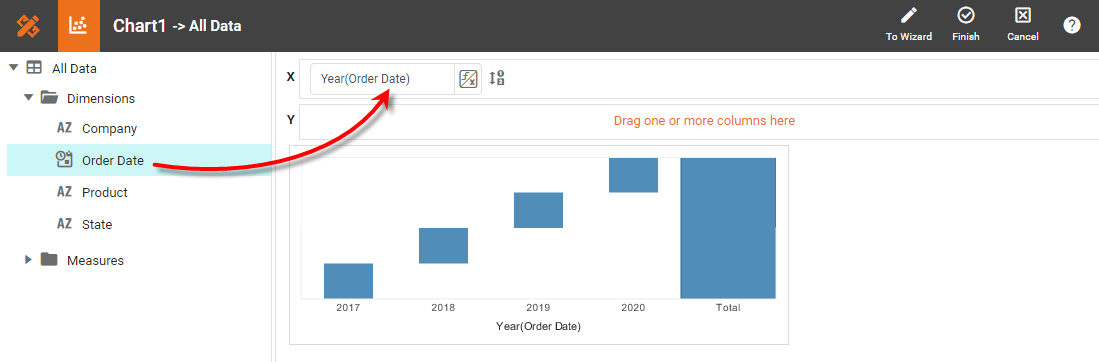 Chart1 -> All Data
To Wizard
Finish
Cancel
?
All Data
Dimensions
AZ Company
Order Date
AZ Product
AZ State
Measures
X
Year(Order Date)
Y
Drag one or more columns here
2017 2018 2019 2020 Total
Year(Order Date)